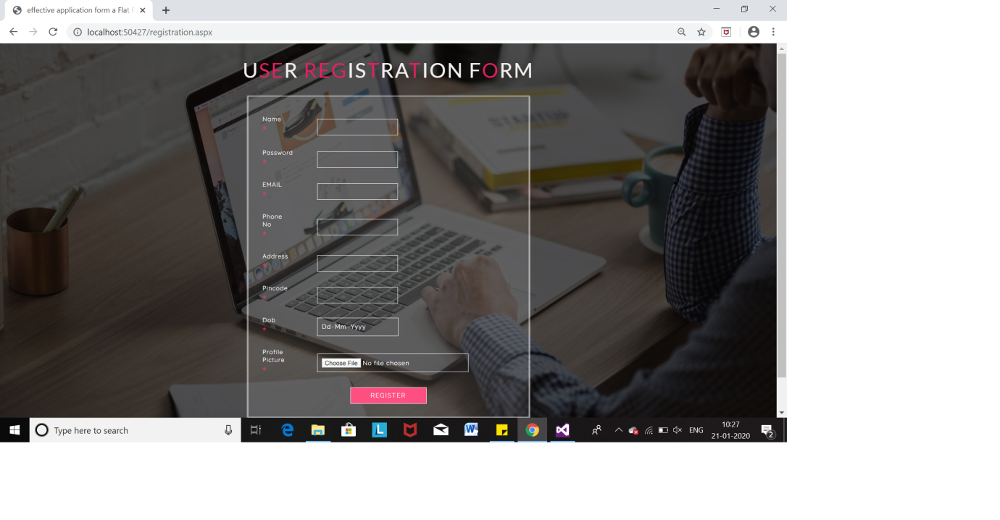 effective application form a Flat
localhost:50427/registration.aspx
USER REGISTRATION FORM
Name
*
Password
*
EMAIL
*
Phone
No
*
Address
*
Pincode
*
Dob
*
Dd-Mm-Yyyy
Profile
Picture
*
Choose File No file chosen
REGISTER
Type here to search
ENG
10:27
21-01-2020
2